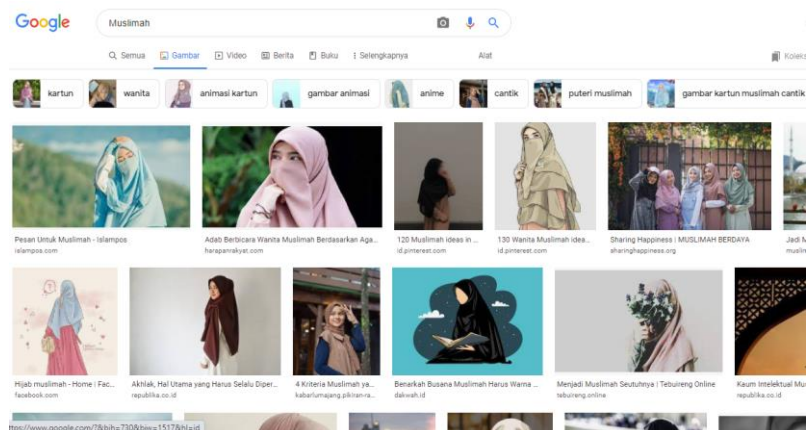 Google
Muslimah
Semua Gambar Video Berita Buku Selengkapnya Alat
kartun wanita animasi kartun gambar animasi anime cantik puteri muslimah gambar kartun muslimah cantik
Pesan Untuk Muslimah - Islampos
islampos.com
Adab Berbicara Wanita Muslimah Berdasarkan Aga...
harapanrakyat.com
120 Muslimah ideas in ...
id.pinterest.com
130 Wanita Muslimah idea...
id.pinterest.com
Sharing Happiness | MUSLIMAH BERDAYA
sharinghappiness.org
Jadi
Hijab muslimah - Home | Fac...
facebook.com
Akhlak, Hal Utama yang Harus Selalu Diper...
republika.co.id
4 Kriteria Muslimah ya...
kabarlumajang.pikiran-ra...
Benarkah Busana Muslimah Harus Warna ...
dakwah.id
Menjadi Muslimah Seutuhnya | Tebuireng Online
tebuireng.online
Kaum Intelektual
republika.co.id